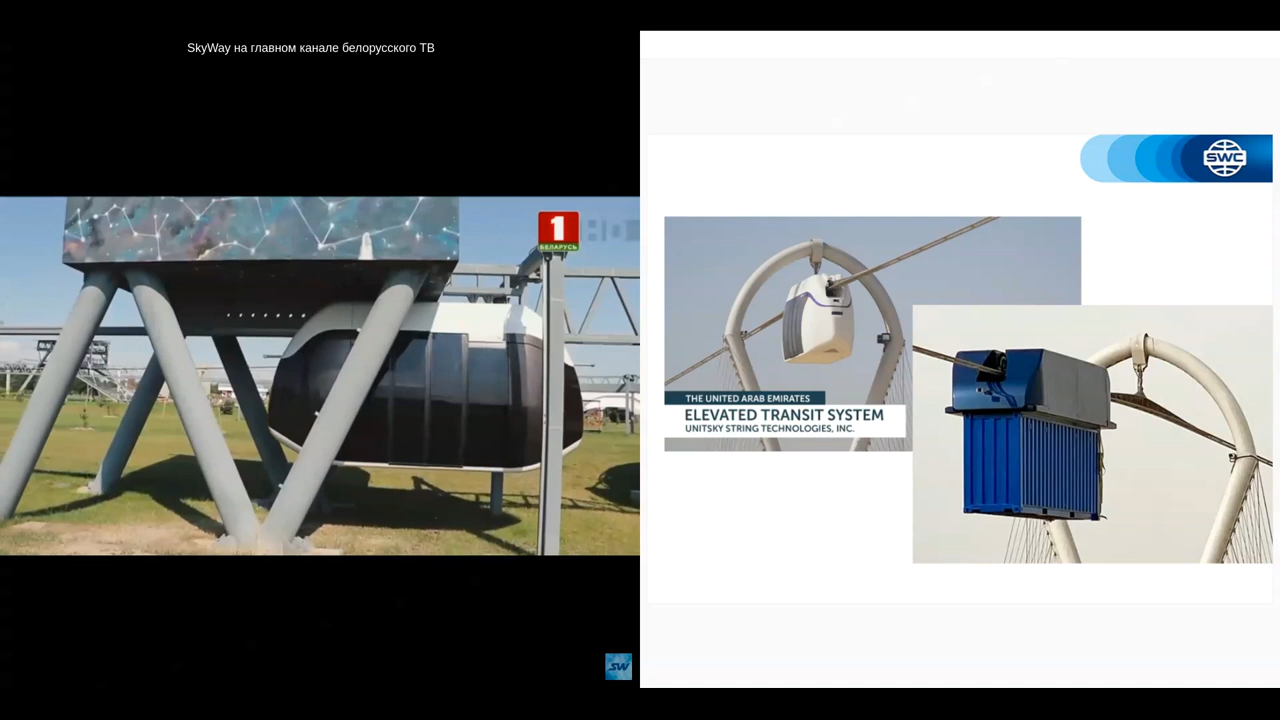 SkyWay на главном канале белорусского ТВ
1
БЕЛАРУСЬ
НО
SW
SWC
THE UNITED ARAB EMIRATES
ELEVATED TRANSIT SYSTEM
UNITSKY STRING TECHNOLOGIES, INC.